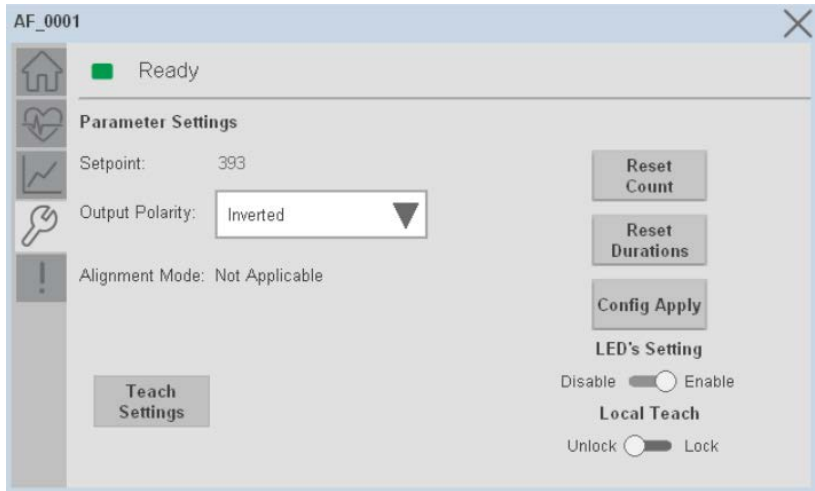 AF_0001
Ready
Parameter Settings
Setpoint: 393
Output Polarity: Inverted
Alignment Mode: Not Applicable
Teach
Settings
Reset
Count
Reset
Durations
Config Apply
LED's Setting
Disable Enable
Local Teach
Unlock Lock